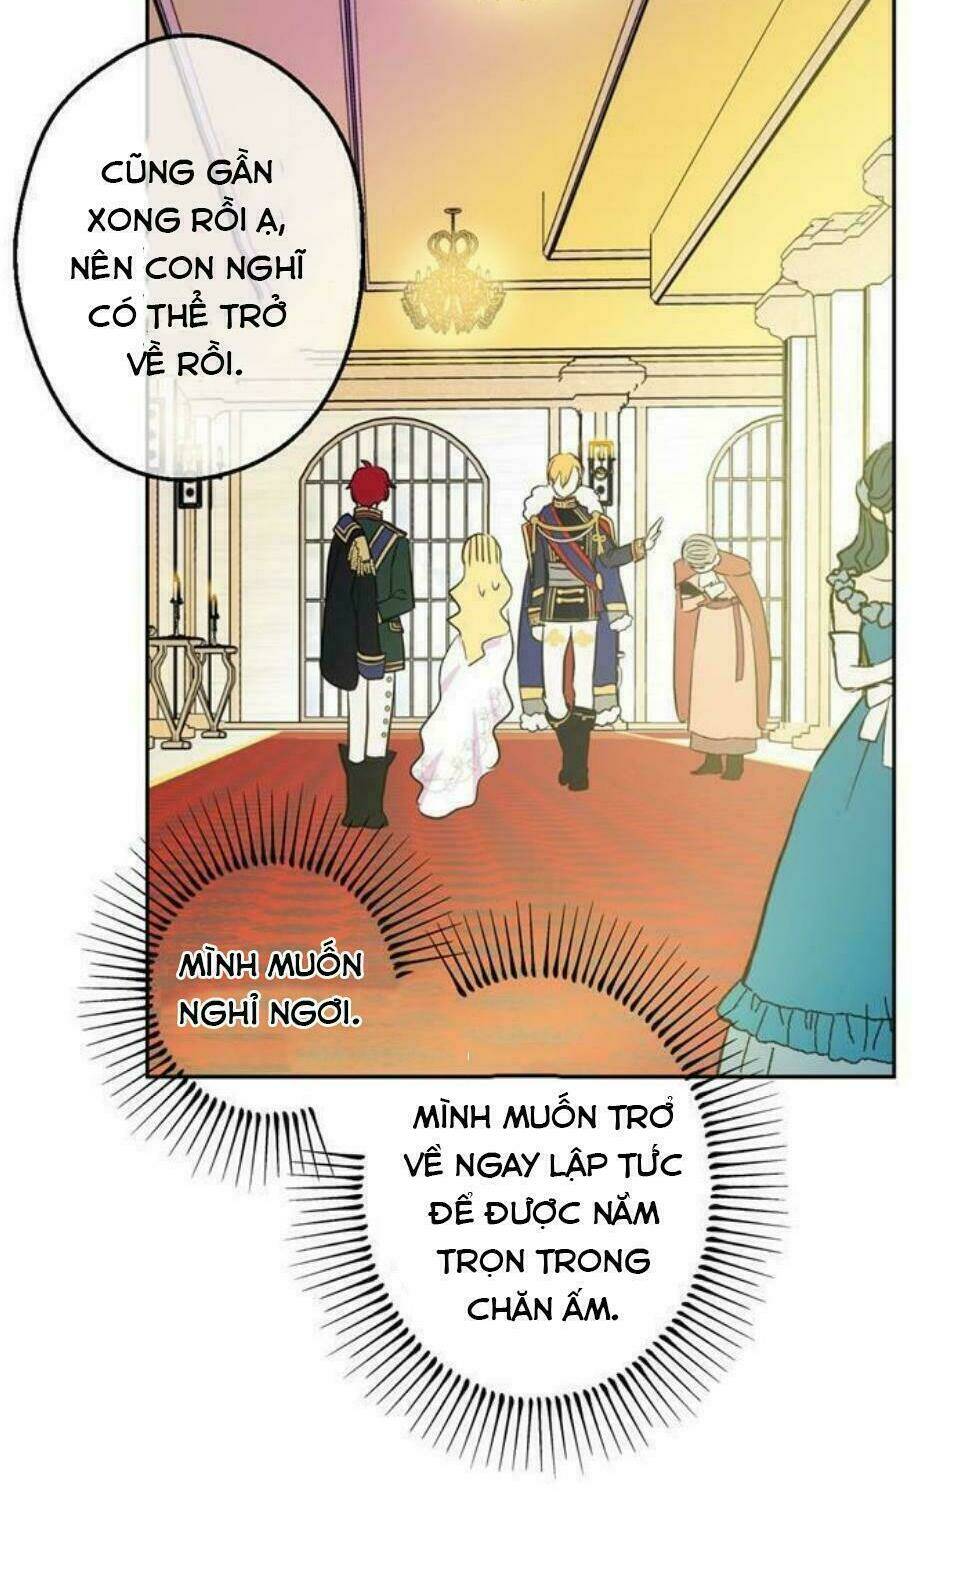 CŨNG GẦN
XONG RỒI Ạ,
NÊN CON NGHĨ
CÓ THỂ TRỞ
VỀ RỒI.
MÌNH MUỐN
NGHỈ NGƠI.
MÌNH MUỐN TRỞ
VỀ NGAY LẬP TỨC
ĐỂ ĐƯỢC NẰM
TRỌN TRONG
CHĂN ẤM.